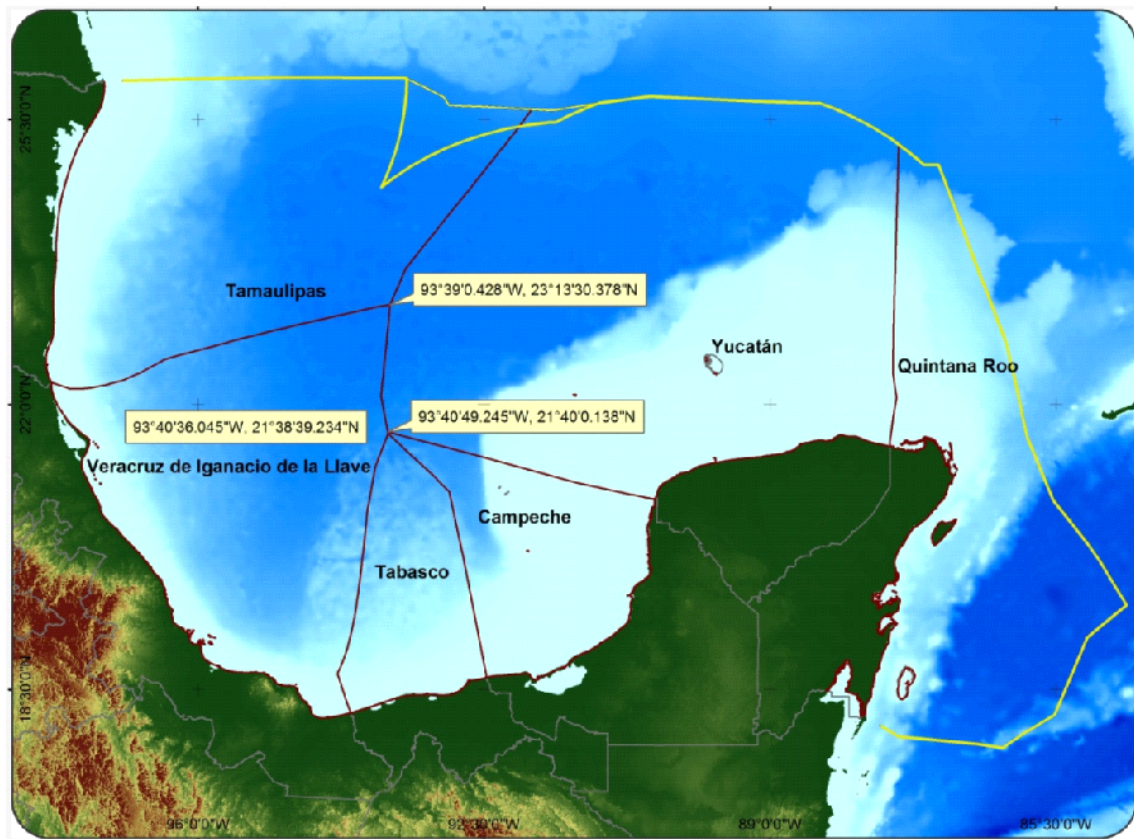 25°30'0"N
Tamaulipas
93°39'0.428"W, 23°13'30.378"N
Yucatán
Quintana Roo
22°0'0"N
93°40'36.045"W, 21°38'39.234"N
93°40'49.245"W, 21°40'0.138"N
Veracruz de Iganacio de la Llave
Campeche
Tabasco
18°30'0"N
96°0'0"W
92°30'0"W
89°0'0"W
85°30'0"W